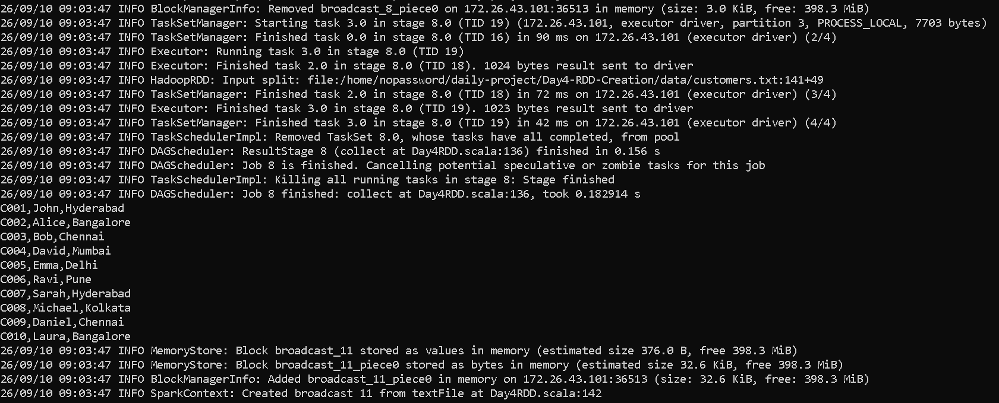 26/09/10 09:03:47 INFO BlockManagerInfo: Removed broadcast_8_piece0 on 172.26.43.101:36513 in memory (size: 3.0 KiB, free: 398.3 MiB)
26/09/10 09:03:47 INFO TaskSetManager: Starting task 3.0 in stage 8.0 (TID 19) (172.26.43.101, executor driver, partition 3, PROCESS_LOCAL, 7703 bytes)
26/09/10 09:03:47 INFO TaskSetManager: Finished task 0.0 in stage 8.0 (TID 16) in 90 ms on 172.26.43.101 (executor driver) (2/4)
26/09/10 09:03:47 INFO Executor: Running task 3.0 in stage 8.0 (TID 19)
26/09/10 09:03:47 INFO Executor: Finished task 2.0 in stage 8.0 (TID 18). 1024 bytes result sent to driver
26/09/10 09:03:47 INFO HadoopRDD: Input split: file:/home/nopassword/daily-project/Day4-RDD-Creation/data/customers.txt:141+49
26/09/10 09:03:47 INFO TaskSetManager: Finished task 2.0 in stage 8.0 (TID 18) in 72 ms on 172.26.43.101 (executor driver) (3/4)
26/09/10 09:03:47 INFO Executor: Finished task 3.0 in stage 8.0 (TID 19). 1023 bytes result sent to driver
26/09/10 09:03:47 INFO TaskSetManager: Finished task 3.0 in stage 8.0 (TID 19) in 42 ms on 172.26.43.101 (executor driver) (4/4)
26/09/10 09:03:47 INFO TaskSchedulerImpl: Removed TaskSet 8.0, whose tasks have all completed, from pool
26/09/10 09:03:47 INFO DAGScheduler: ResultStage 8 (collect at Day4RDD.scala:136) finished in 0.156 s
26/09/10 09:03:47 INFO DAGScheduler: Job 8 is finished. Cancelling potential speculative or zombie tasks for this job
26/09/10 09:03:47 INFO TaskSchedulerImpl: Killing all running tasks in stage 8: Stage finished
26/09/10 09:03:47 INFO DAGScheduler: Job 8 finished: collect at Day4RDD.scala:136, took 0.182914 s
C001,John,Hyderabad
C002,Alice,Bangalore
C003,Bob,Chennai
C004,David,Mumbai
C005,Emma,Delhi
C006,Ravi,Pune
C007,Sarah,Hyderabad
C008,Michael,Kolkata
C009,Daniel,Chennai
C010,Laura,Bangalore
26/09/10 09:03:47 INFO MemoryStore: Block broadcast_11 stored as values in memory (estimated size 376.0 B, free 398.3 MiB)
26/09/10 09:03:47 INFO MemoryStore: Block broadcast_11_piece0 stored as bytes in memory (estimated size 32.6 KiB, free 398.3 MiB)
26/09/10 09:03:47 INFO BlockManagerInfo: Added broadcast_11_piece0 in memory on 172.26.43.101:36513 (size: 32.6 KiB, free: 398.3 MiB)
26/09/10 09:03:47 INFO SparkContext: Created broadcast 11 from textFile at Day4RDD.scala:142